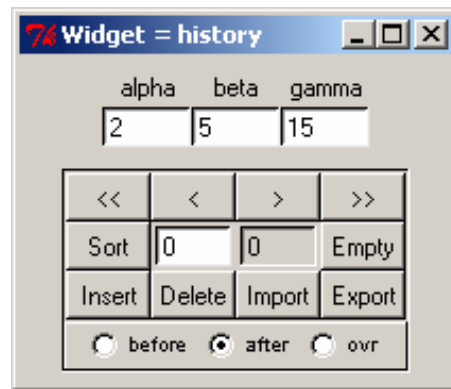 Widget = history
alpha beta gamma
2 5 15
<< < > >>
Sort 0 0 Empty
Insert Delete Import Export
before after ovr